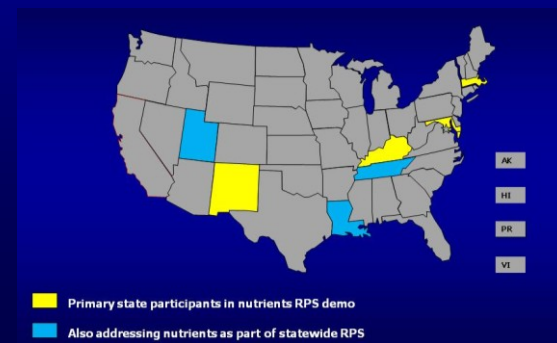 AK
HI
PR
VI
Primary state participants in nutrients RPS demo
Also addressing nutrients as part of statewide RPS